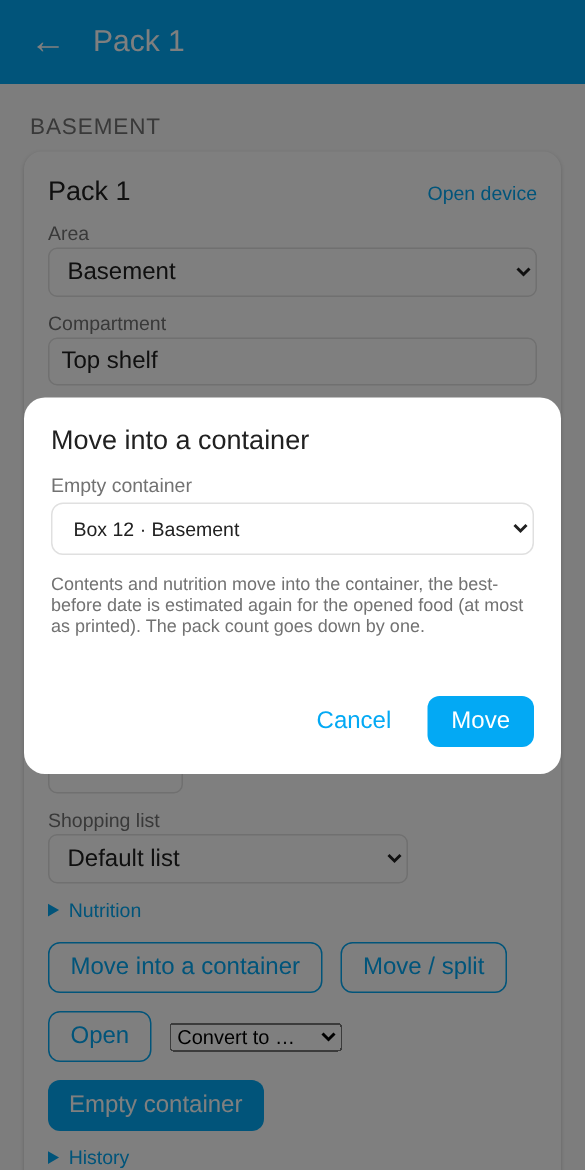 ← Pack 1
BASEMENT
Pack 1
Open device
Area
Basement
Compartment
Top shelf
Move into a container
Empty container
Box 12 · Basement
Contents and nutrition move into the container, the best-
before date is estimated again for the opened food (at most
as printed). The pack count goes down by one.
Cancel
Move
Shopping list
Default list
Nutrition
Move into a container
Move / split
Open
Convert to …
Empty container
History